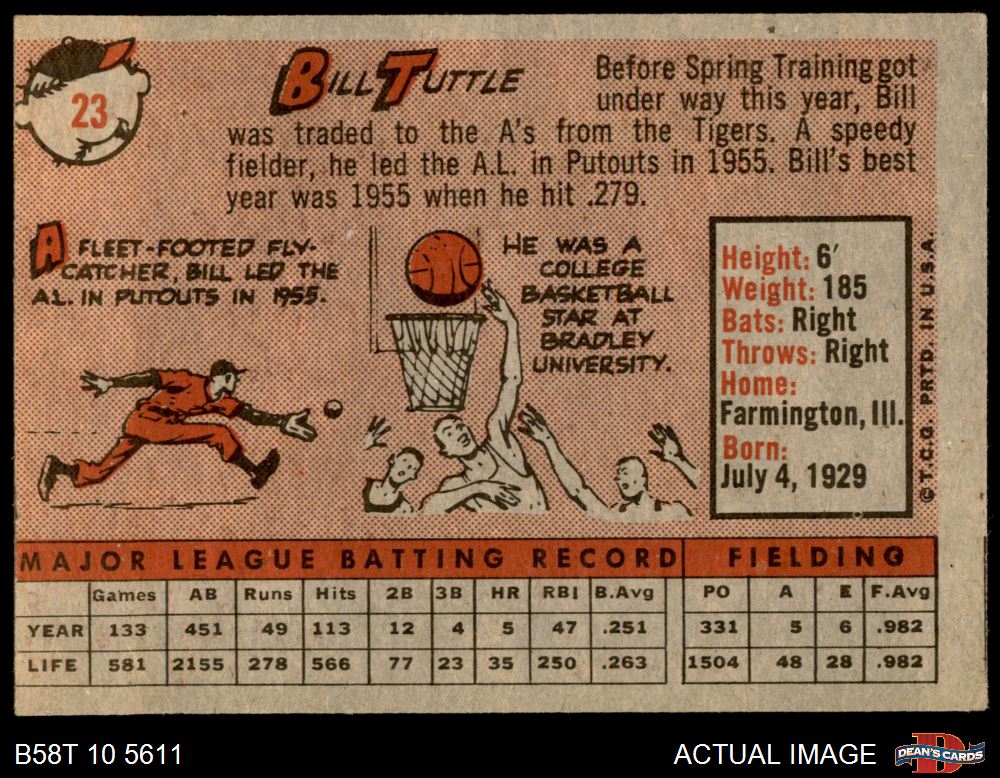 23
BILL TUTTLE
Before Spring Training got
under way this year, Bill
was traded to the A's from the Tigers. A speedy
fielder, he led the A.L. in Putouts in 1955. Bill's best
year was 1955 when he hit .279.
A FLEET-FOOTED FLY-
CATCHER, BILL LED THE
A.L. IN PUTOUTS IN 1955.
HE WAS A
COLLEGE
BASKETBALL
STAR AT
BRADLEY
UNIVERSITY.
Height: 6'
Weight: 185
Bats: Right
Throws: Right
Home:
Farmington, Ill.
Born:
July 4, 1929
© T.C.G. PRTD. IN U.S.A.
MAJOR LEAGUE BATTING RECORD FIELDING
Games AB Runs Hits 2B 3B HR RBI B.Avg PO A E F.Avg
YEAR 133 451 49 113 12 4 5 47 .251 331 5 6 .982
LIFE 581 2155 278 566 77 23 35 250 .263 1504 48 28 .982
B58T 10 5611
ACTUAL IMAGE
DEAN'S CARDS